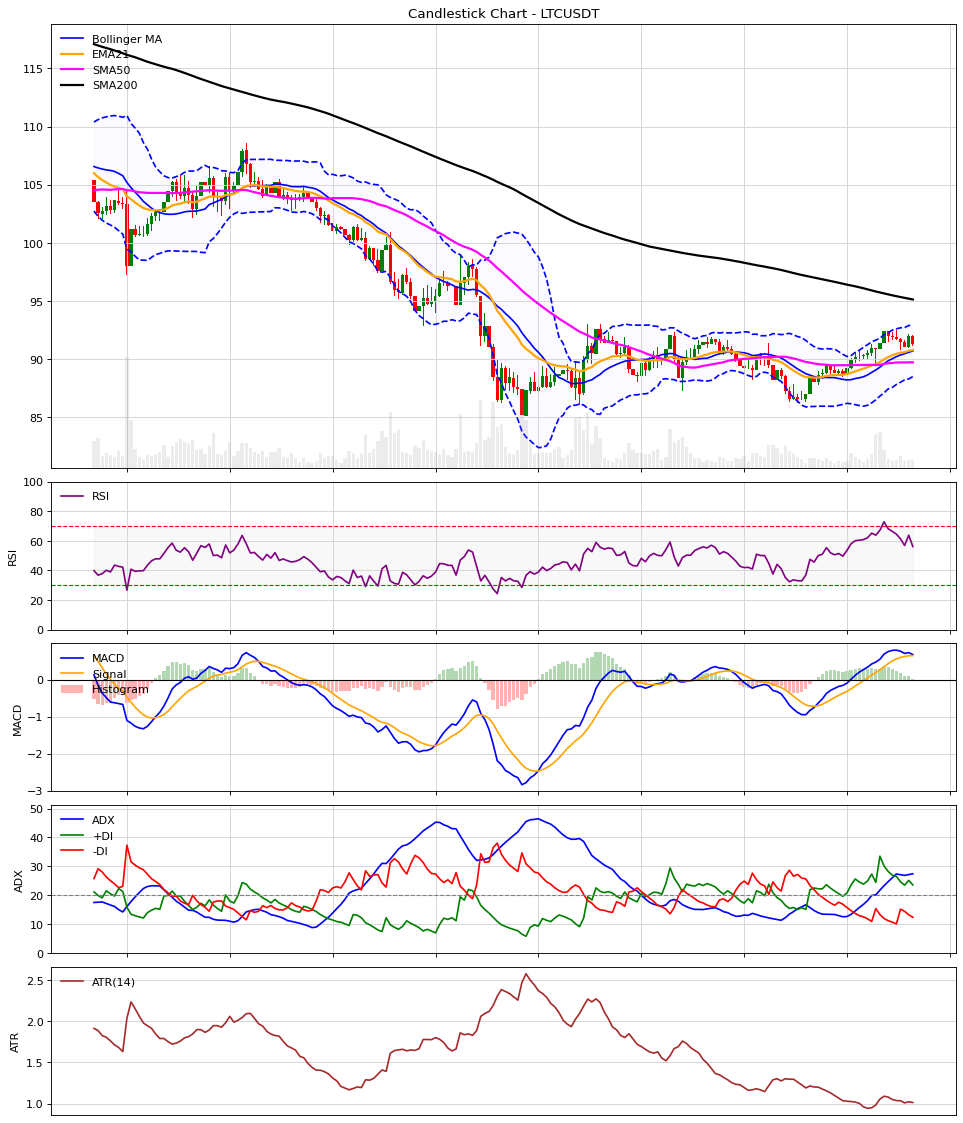 Candlestick Chart - LTCUSDT
Bollinger MA
EMA21
SMA50
SMA200
115
110
105
100
95
90
85
RSI
RSI
100
80
60
40
20
0
MACD
Signal
Histogram
MACD
0
−1
−2
−3
ADX
+DI
-DI
ADX
50
40
30
20
10
0
ATR(14)
ATR
2.5
2.0
1.5
1.0